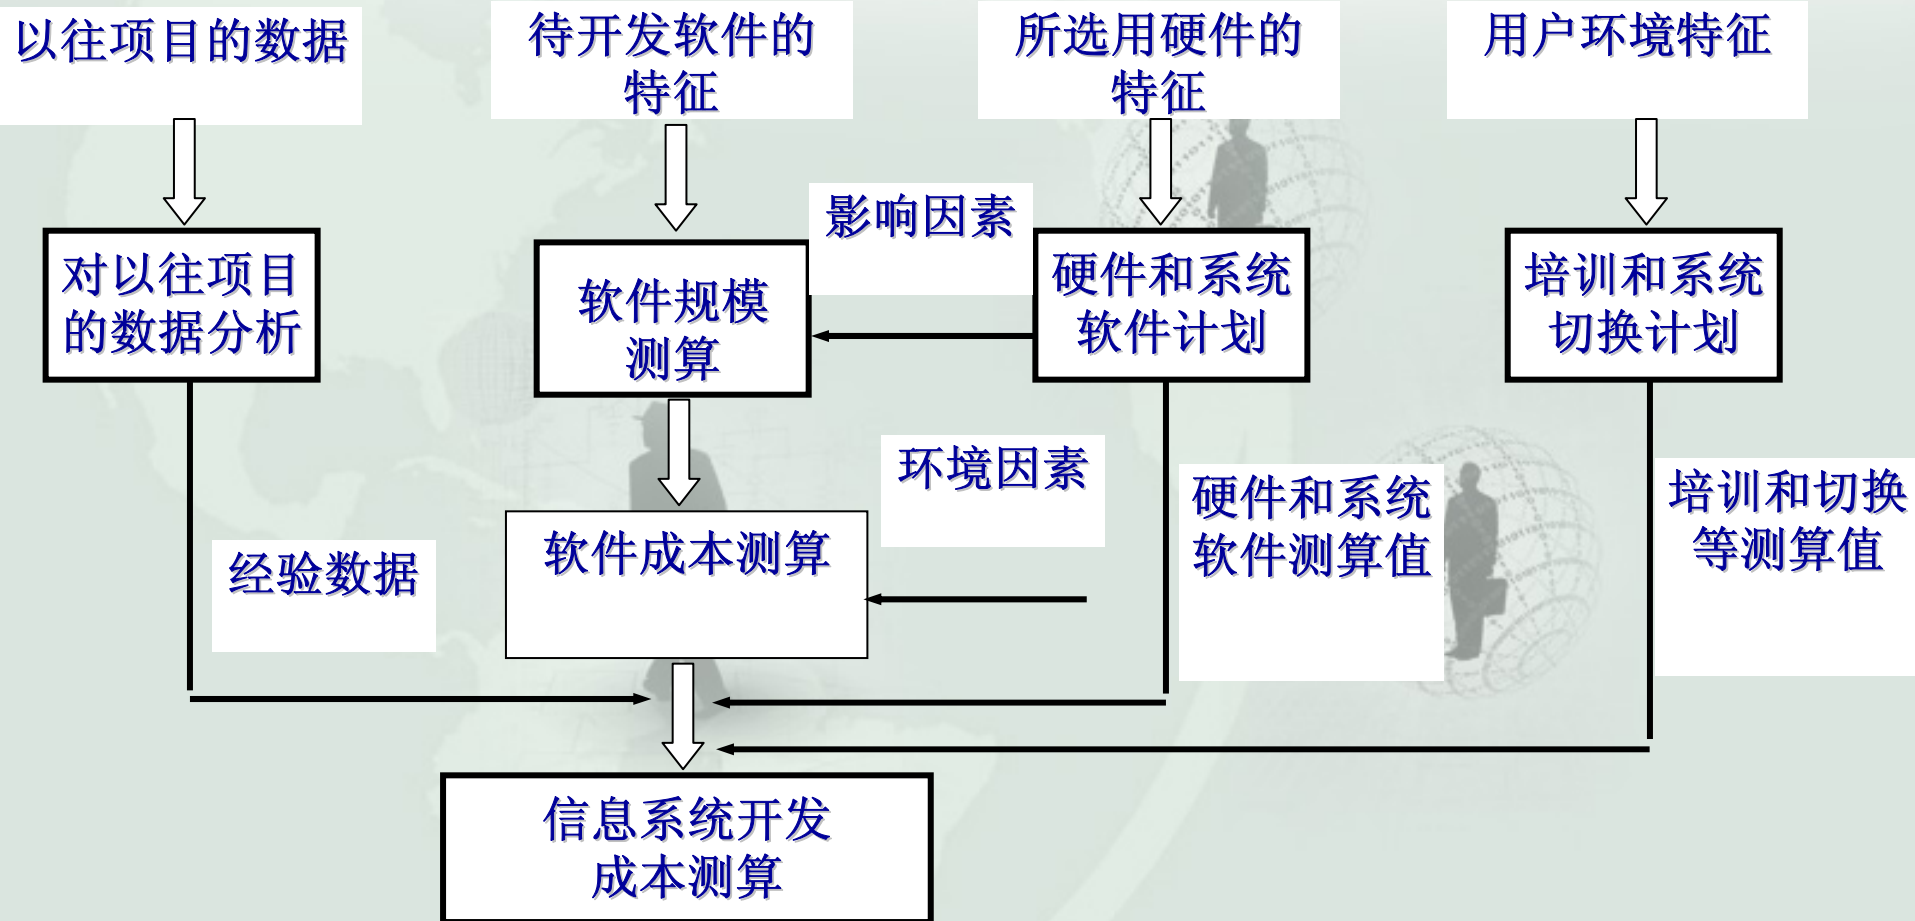 以往项目的数据
待开发软件的
特征
所选用硬件的
特征
用户环境特征
影响因素
对以往项目
的数据分析
软件规模
测算
硬件和系统
软件计划
培训和系统
切换计划
环境因素
硬件和系统
软件测算值
培训和切换
等测算值
经验数据
软件成本测算
信息系统开发
成本测算